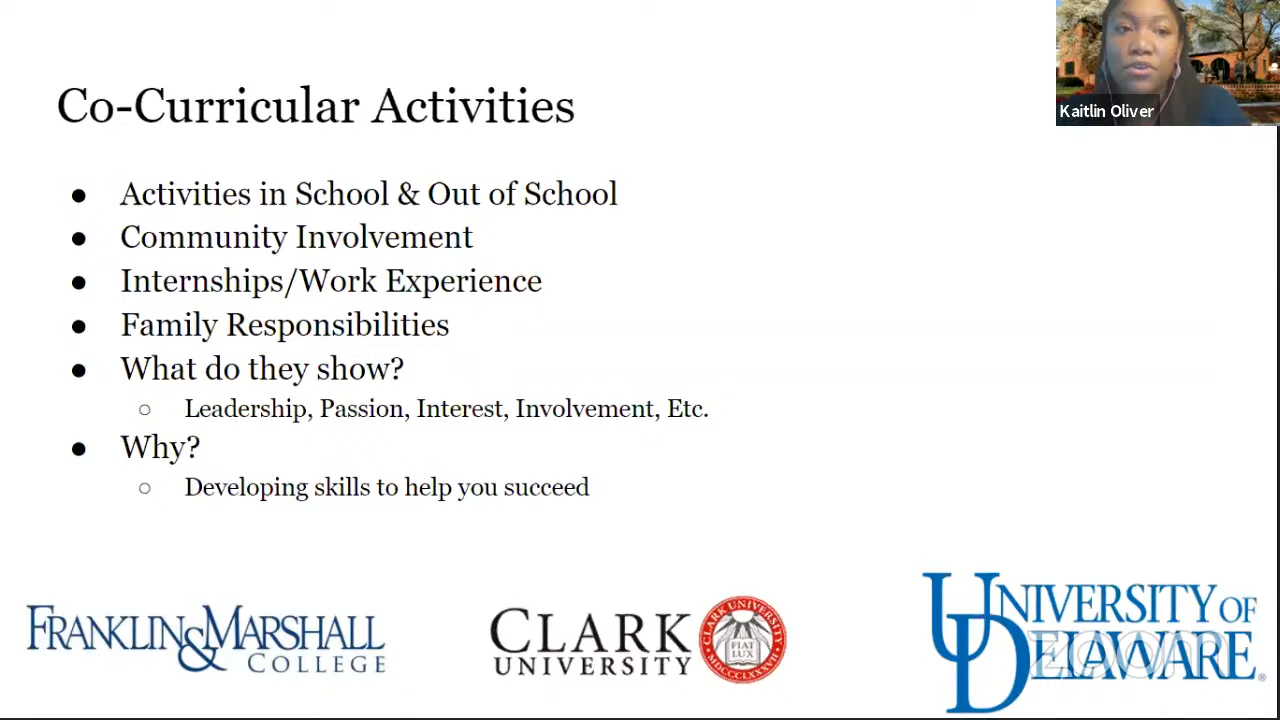 Co-Curricular Activities
Kaitlin Oliver
● Activities in School & Out of School
● Community Involvement
● Internships/Work Experience
● Family Responsibilities
● What do they show?
○ Leadership, Passion, Interest, Involvement, Etc.
● Why?
○ Developing skills to help you succeed
FRANKLIN & MARSHALL
COLLEGE
CLARK
UNIVERSITY
CLARK UNIVERSITY
FIAT
LUX
MDCCCLXXXVII
UNIVERSITY OF
DELAWARE
zoom